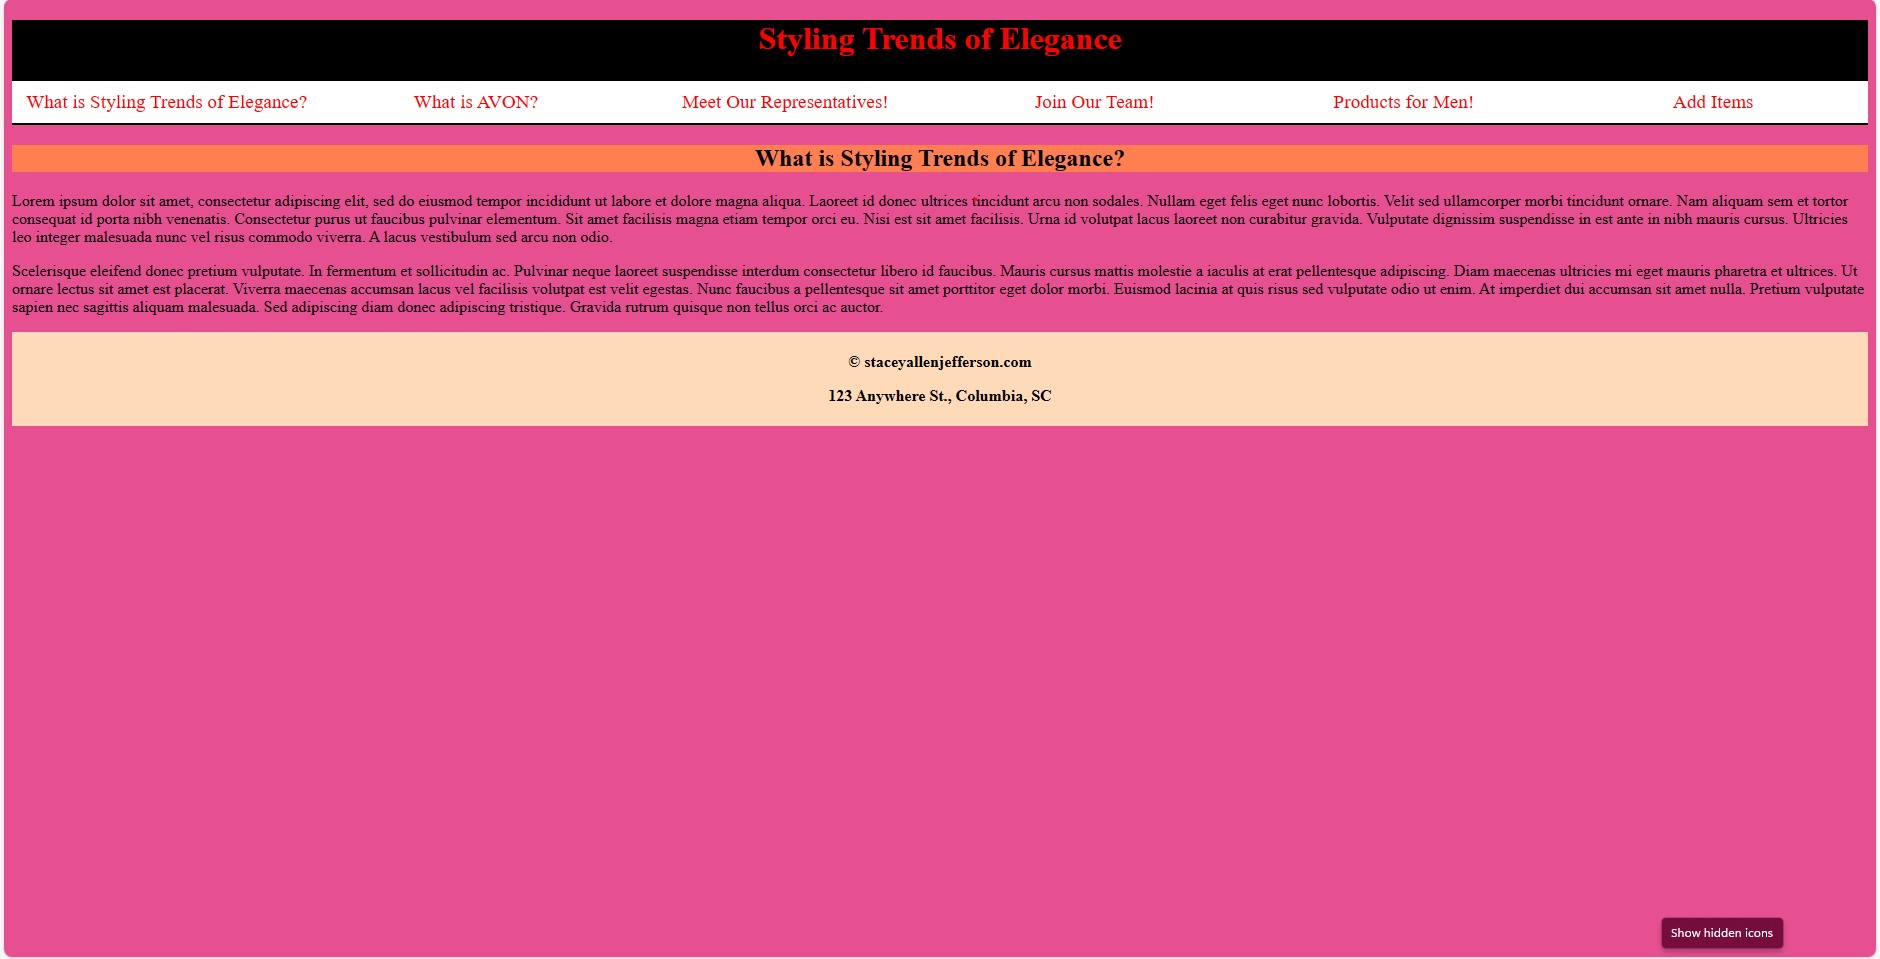 Styling Trends of Elegance
What is Styling Trends of Elegance? What is AVON? Meet Our Representatives! Join Our Team! Products for Men! Add Items
What is Styling Trends of Elegance?
Lorem ipsum dolor sit amet, consectetur adipiscing elit, sed do eiusmod tempor incididunt ut labore et dolore magna aliqua. Laoreet id donec ultrices tincidunt arcu non sodales. Nullam eget felis eget nunc lobortis. Velit sed ullamcorper morbi tincidunt ornare. Nam aliquam sem et tortor
consequat id porta nibh venenatis. Consectetur purus ut faucibus pulvinar elementum. Sit amet facilisis magna etiam tempor orci eu. Nisi est sit amet facilisis. Urna id volutpat lacus laoreet non curabitur gravida. Vulputate dignissim suspendisse in est ante in nibh mauris cursus. Ultricies
leo integer malesuada nunc vel risus commodo viverra. A lacus vestibulum sed arcu non odio.
Scelerisque eleifend donec pretium vulputate. In fermentum et sollicitudin ac. Pulvinar neque laoreet suspendisse interdum consectetur libero id faucibus. Mauris cursus mattis molestie a iaculis at erat pellentesque adipiscing. Diam maecenas ultricies mi eget mauris pharetra et ultrices. Ut
ornare lectus sit amet est placerat. Viverra maecenas accumsan lacus vel facilisis volutpat est velit egestas. Nunc faucibus a pellentesque sit amet porttitor eget dolor morbi. Euismod lacinia at quis risus sed vulputate odio ut enim. At imperdiet dui accumsan sit amet nulla. Pretium vulputate
sapien nec sagittis aliquam malesuada. Sed adipiscing diam donec adipiscing tristique. Gravida rutrum quisque non tellus orci ac auctor.
© staceyallenjefferson.com
123 Anywhere St., Columbia, SC
Show hidden icons